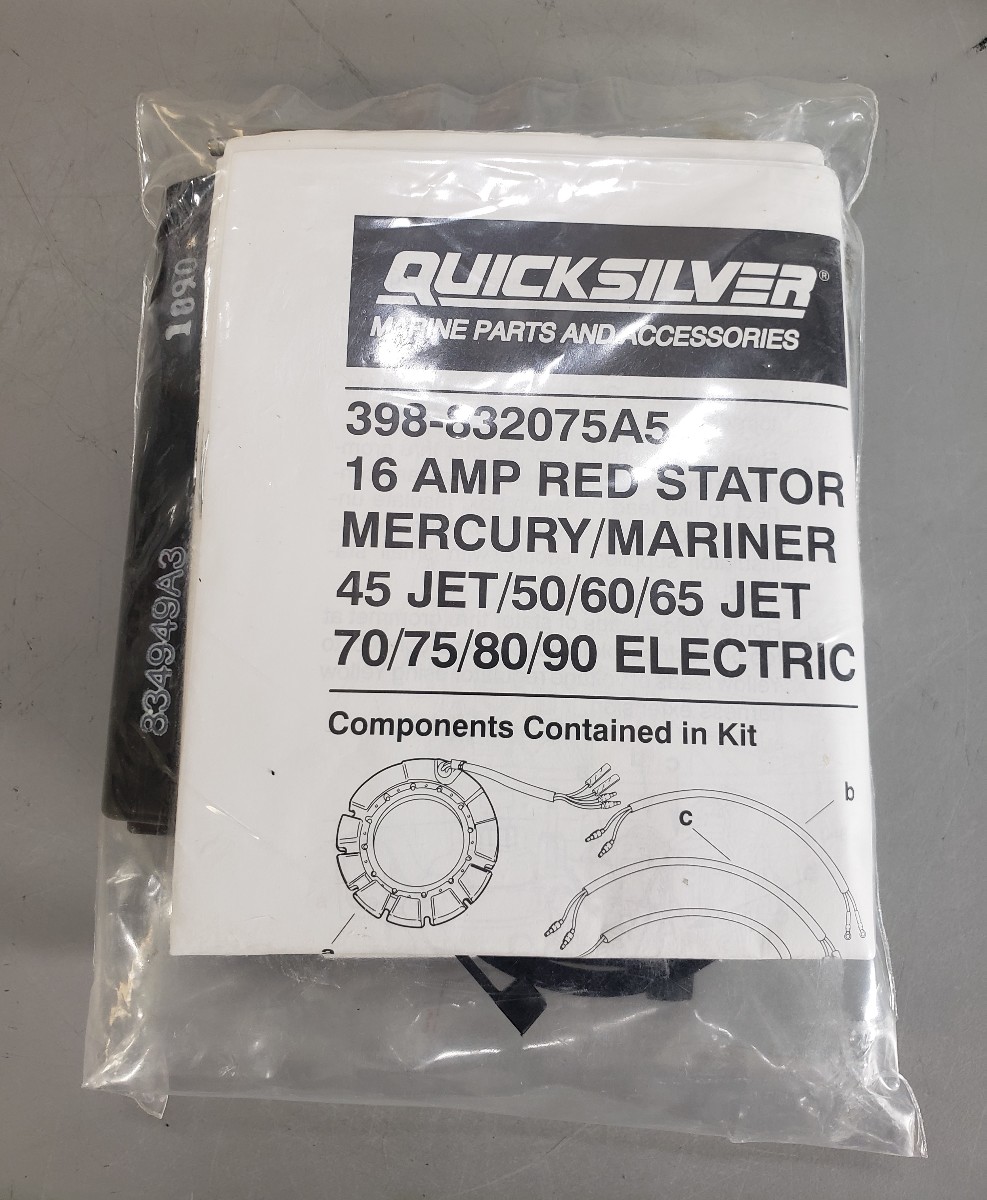 QUICKSILVER®
MARINE PARTS AND ACCESSORIES
398-832075A5
16 AMP RED STATOR
MERCURY/MARINER
45 JET/50/60/65 JET
70/75/80/90 ELECTRIC
Components Contained in Kit
a
b
c
1890
834949A3